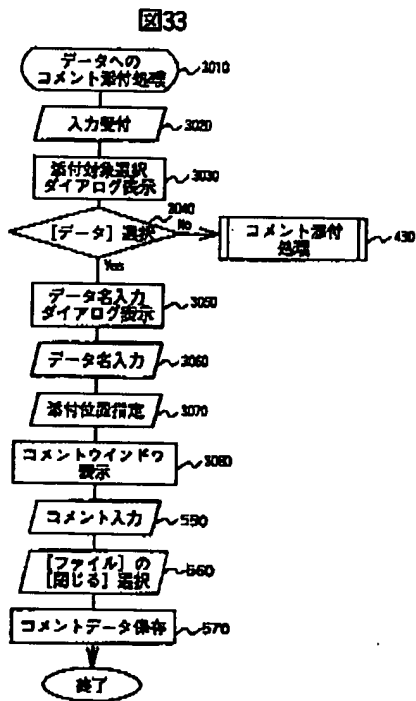 図33
データへの
コメント添付処理
3010
入力受付
3020
添付対象選択
ダイアログ表示
3030
3040
[データ]選択
No
コメント添付
処理
430
Yes
データ名入力
ダイアログ表示
3050
データ名入力
3060
添付位置指定
3070
コメントウインドウ
表示
3080
コメント入力
550
[ファイル]の
[閉じる]選択
560
コメントデータ保存
570
終了